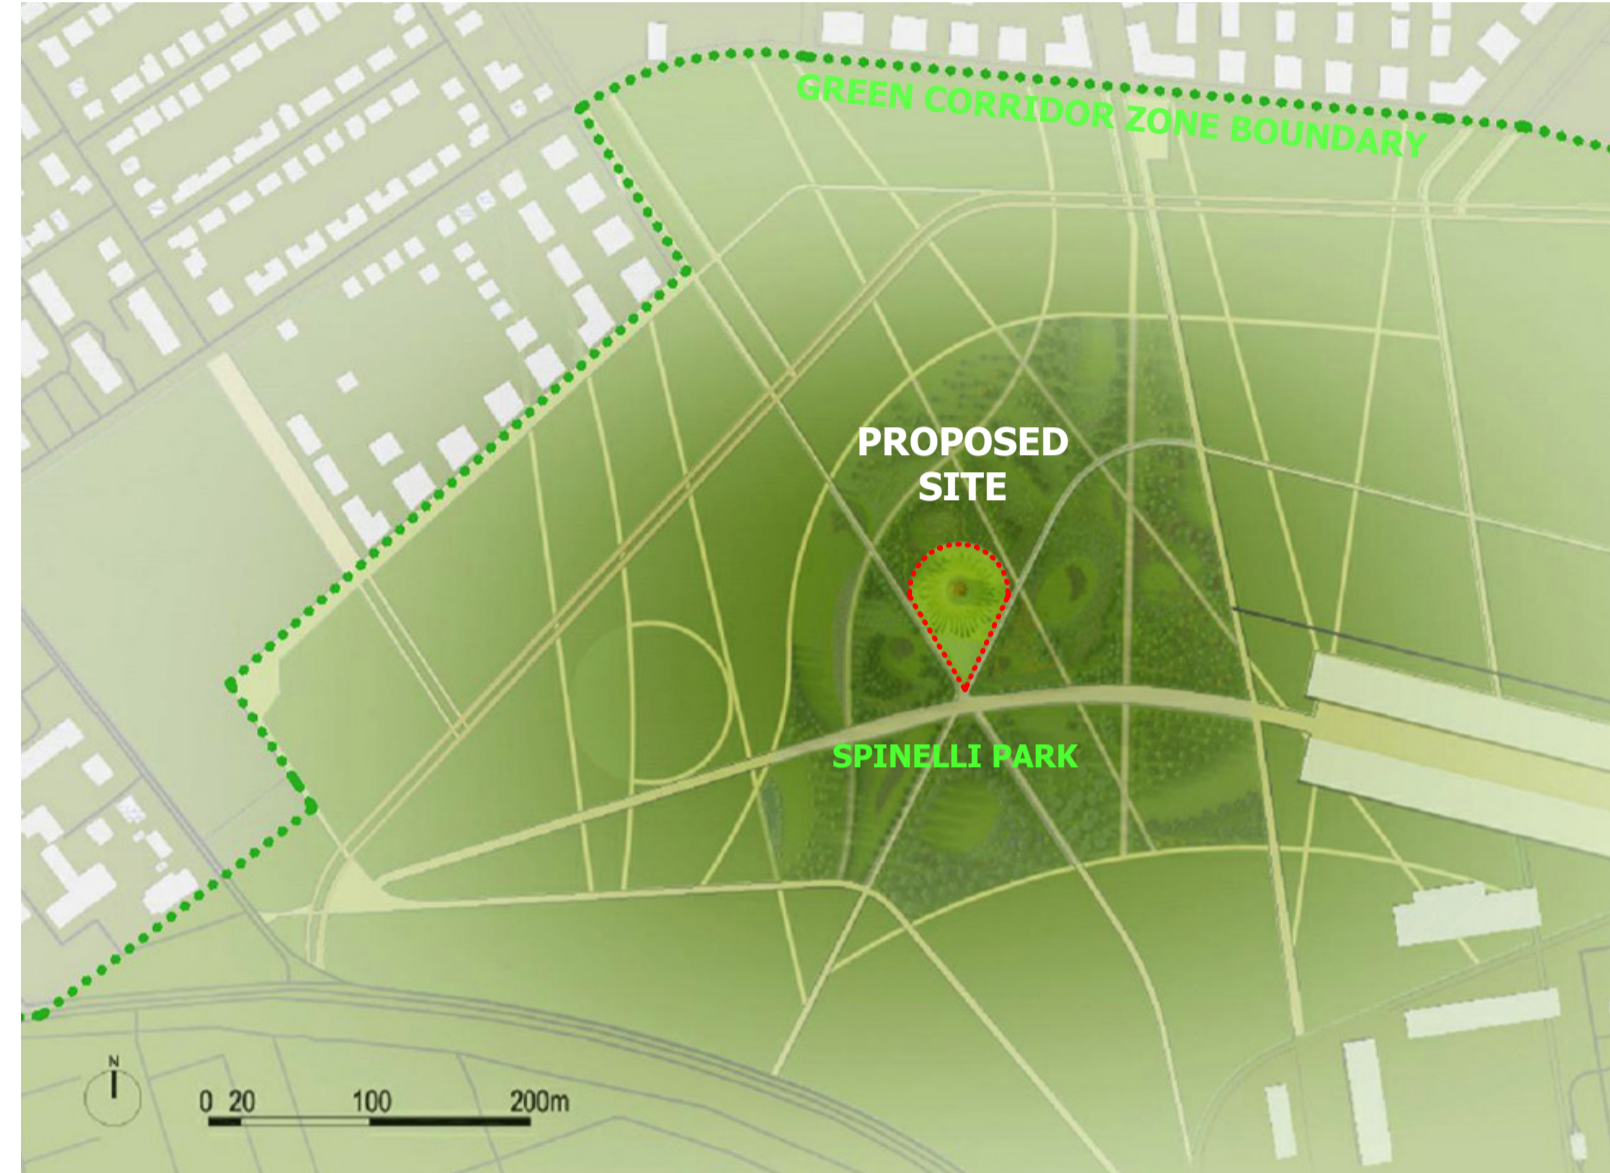 GREEN CORRIDOR ZONE BOUNDARY
PROPOSED
SITE
SPINELLI PARK
N
0 20 100 200m